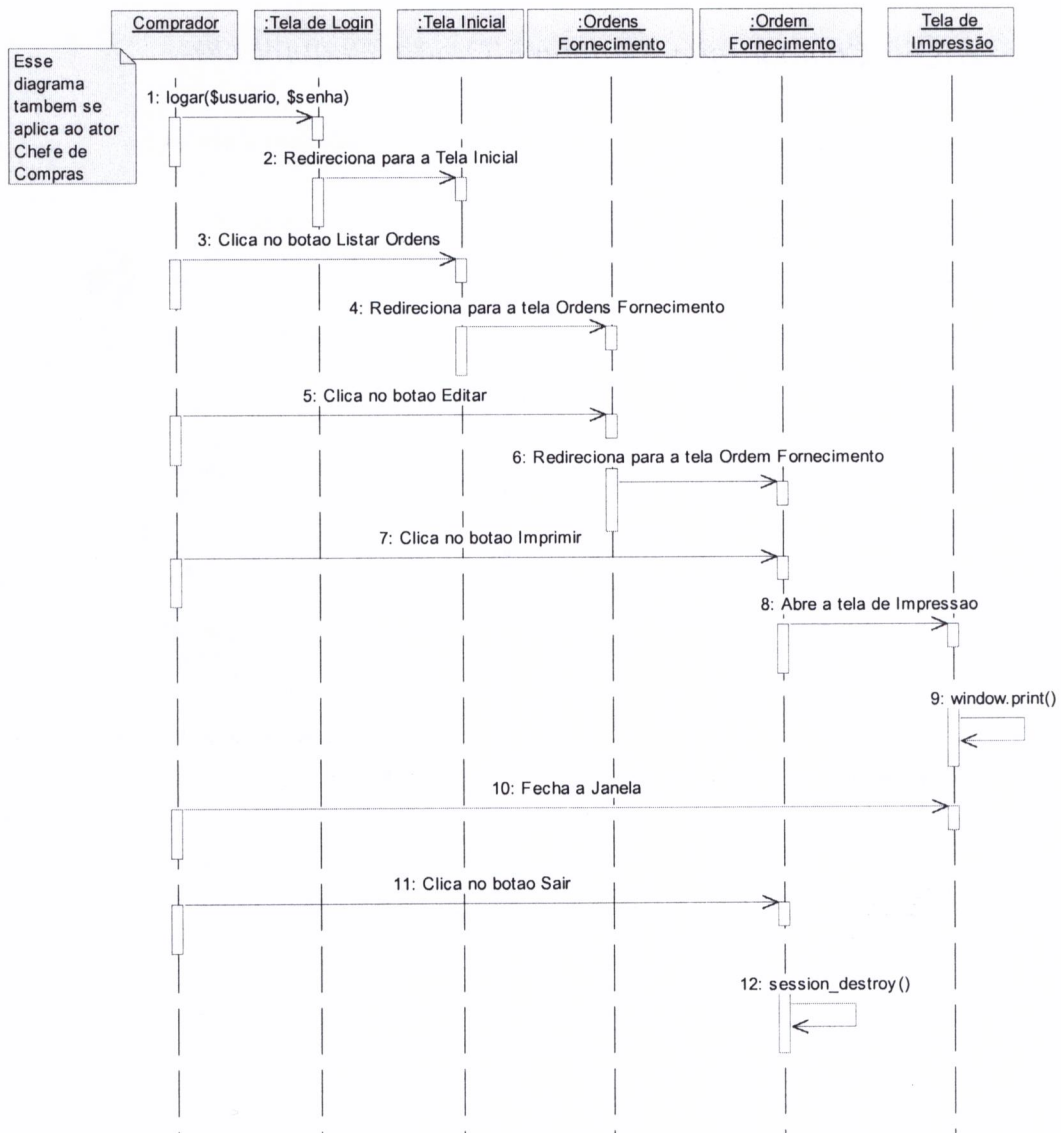 Comprador
:Tela de Login
:Tela Inicial
:Ordens
Fornecimento
:Ordem
Fornecimento
Tela de
Impressão
Esse
diagrama
tambem se
aplica ao ator
Chefe de
Compras
1: logar($usuario, $senha)
2: Redireciona para a Tela Inicial
3: Clica no botao Listar Ordens
4: Redireciona para a tela Ordens Fornecimento
5: Clica no botao Editar
6: Redireciona para a tela Ordem Fornecimento
7: Clica no botao Imprimir
8: Abre a tela de Impressao
9: window.print()
10: Fecha a Janela
11: Clica no botao Sair
12: session_destroy()